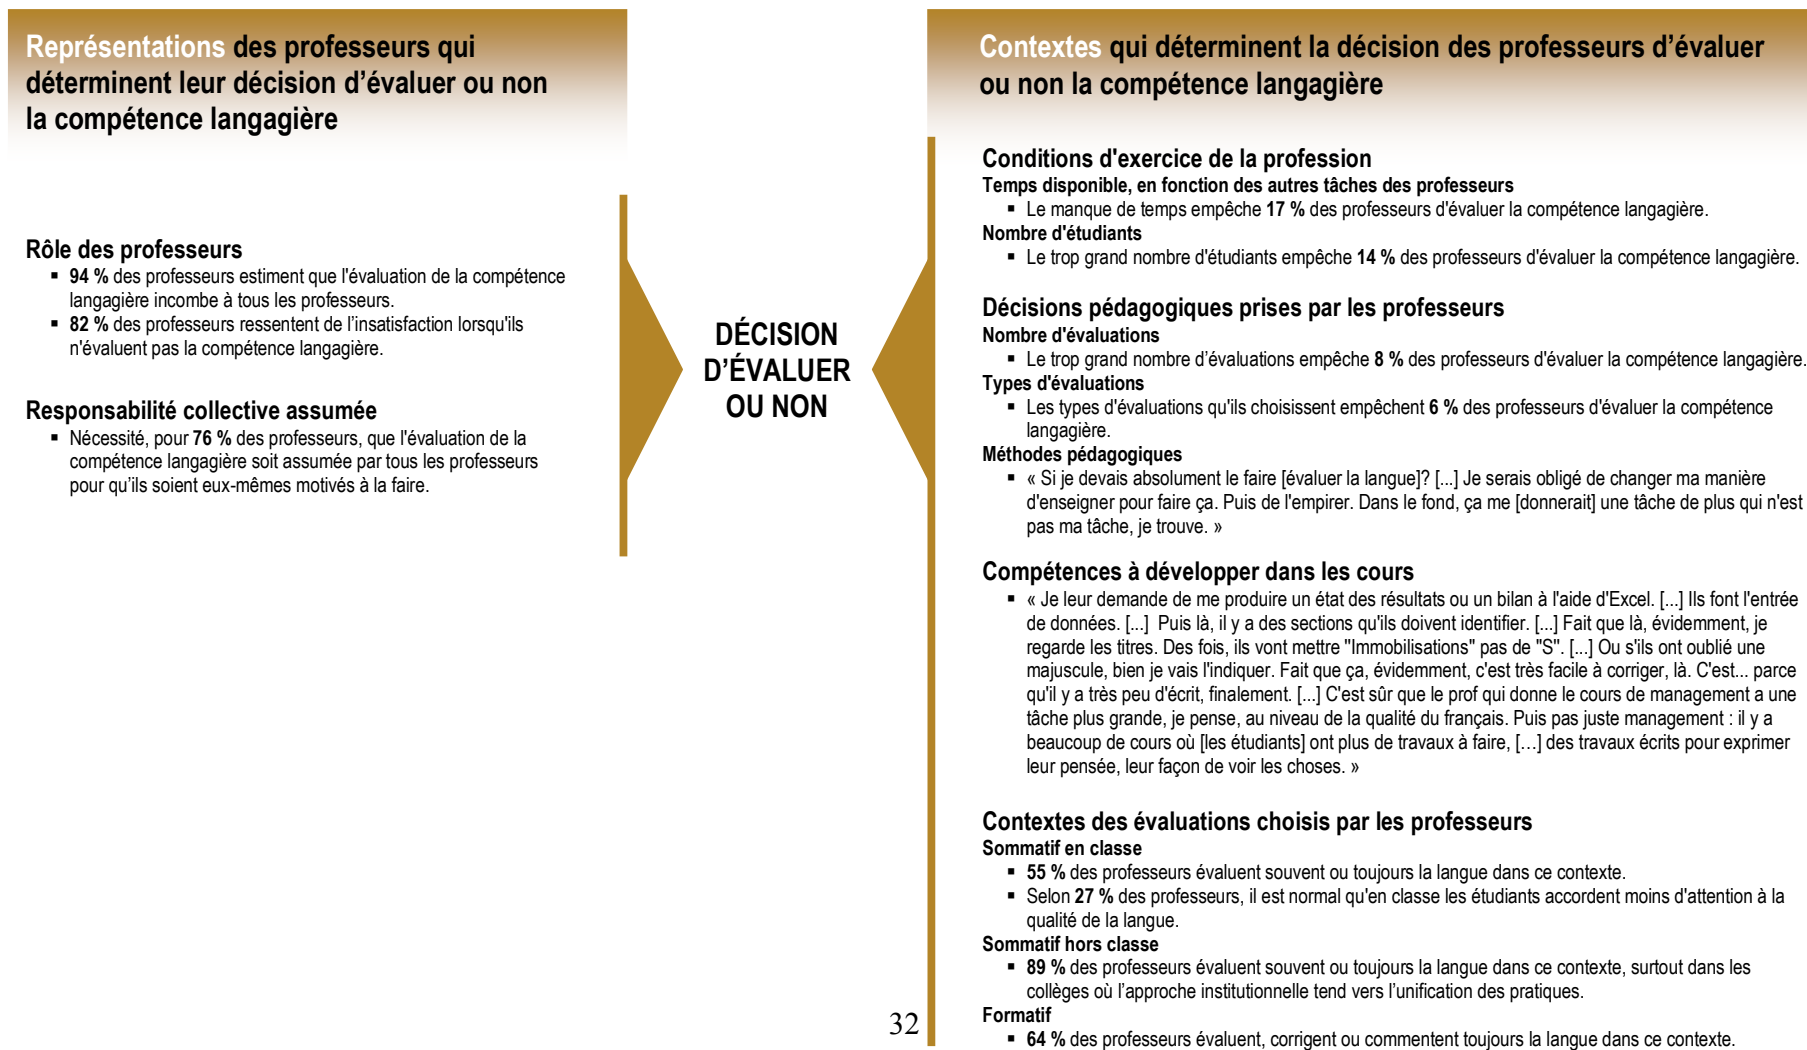 Représentations des professeurs qui
déterminent leur décision d’évaluer ou non
la compétence langagière
Rôle des professeurs
▪ 94 % des professeurs estiment que l'évaluation de la compétence
langagière incombe à tous les professeurs.
▪ 82 % des professeurs ressentent de l’insatisfaction lorsqu'ils
n'évaluent pas la compétence langagière.
Responsabilité collective assumée
▪ Nécessité, pour 76 % des professeurs, que l'évaluation de la
compétence langagière soit assumée par tous les professeurs
pour qu’ils soient eux-mêmes motivés à la faire.
DÉCISION
D’ÉVALUER
OU NON
Contextes qui déterminent la décision des professeurs d’évaluer
ou non la compétence langagière
Conditions d'exercice de la profession
Temps disponible, en fonction des autres tâches des professeurs
▪ Le manque de temps empêche 17 % des professeurs d'évaluer la compétence langagière.
Nombre d'étudiants
▪ Le trop grand nombre d'étudiants empêche 14 % des professeurs d'évaluer la compétence langagière.
Décisions pédagogiques prises par les professeurs
Nombre d'évaluations
▪ Le trop grand nombre d’évaluations empêche 8 % des professeurs d'évaluer la compétence langagière.
Types d'évaluations
▪ Les types d'évaluations qu'ils choisissent empêchent 6 % des professeurs d'évaluer la compétence
langagière.
Méthodes pédagogiques
▪ « Si je devais absolument le faire [évaluer la langue]? [...] Je serais obligé de changer ma manière
d'enseigner pour faire ça. Puis de l'empirer. Dans le fond, ça me [donnerait] une tâche de plus qui n'est
pas ma tâche, je trouve. »
Compétences à développer dans les cours
▪ « Je leur demande de me produire un état des résultats ou un bilan à l'aide d'Excel. [...] Ils font l'entrée
de données. [...] Puis là, il y a des sections qu'ils doivent identifier. [...] Fait que là, évidemment, je
regarde les titres. Des fois, ils vont mettre "Immobilisations" pas de "S". [...] Ou s'ils ont oublié une
majuscule, bien je vais l'indiquer. Fait que ça, évidemment, c'est très facile à corriger, là. C'est... parce
qu'il y a très peu d'écrit, finalement. [...] C'est sûr que le prof qui donne le cours de management a une
tâche plus grande, je pense, au niveau de la qualité du français. Puis pas juste management : il y a
beaucoup de cours où [les étudiants] ont plus de travaux à faire, […] des travaux écrits pour exprimer
leur pensée, leur façon de voir les choses. »
Contextes des évaluations choisis par les professeurs
Sommatif en classe
▪ 55 % des professeurs évaluent souvent ou toujours la langue dans ce contexte.
▪ Selon 27 % des professeurs, il est normal qu'en classe les étudiants accordent moins d'attention à la
qualité de la langue.
Sommatif hors classe
▪ 89 % des professeurs évaluent souvent ou toujours la langue dans ce contexte, surtout dans les
collèges où l’approche institutionnelle tend vers l’unification des pratiques.
Formatif
▪ 64 % des professeurs évaluent, corrigent ou commentent toujours la langue dans ce contexte.
32